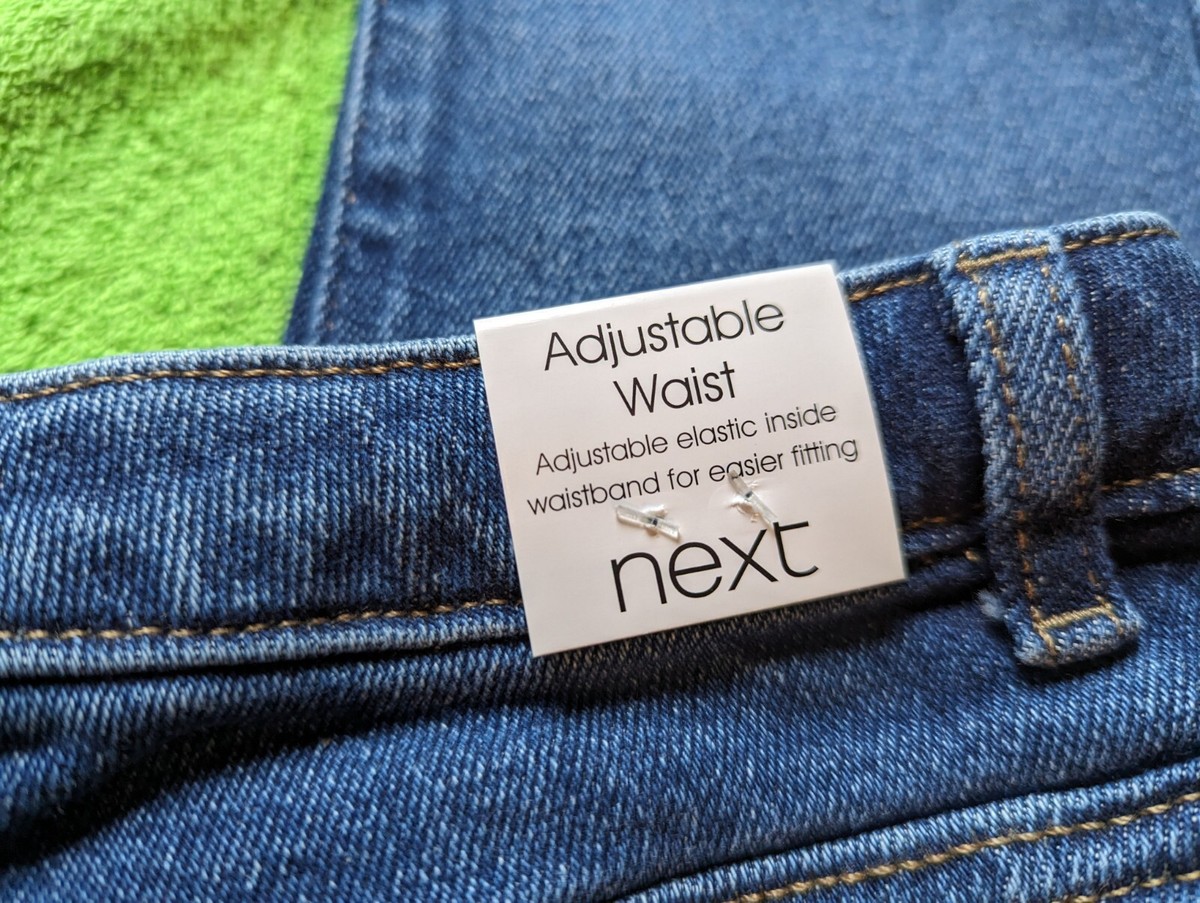 Adjustable
Waist
Adjustable elastic inside
waistband for easier fitting
next